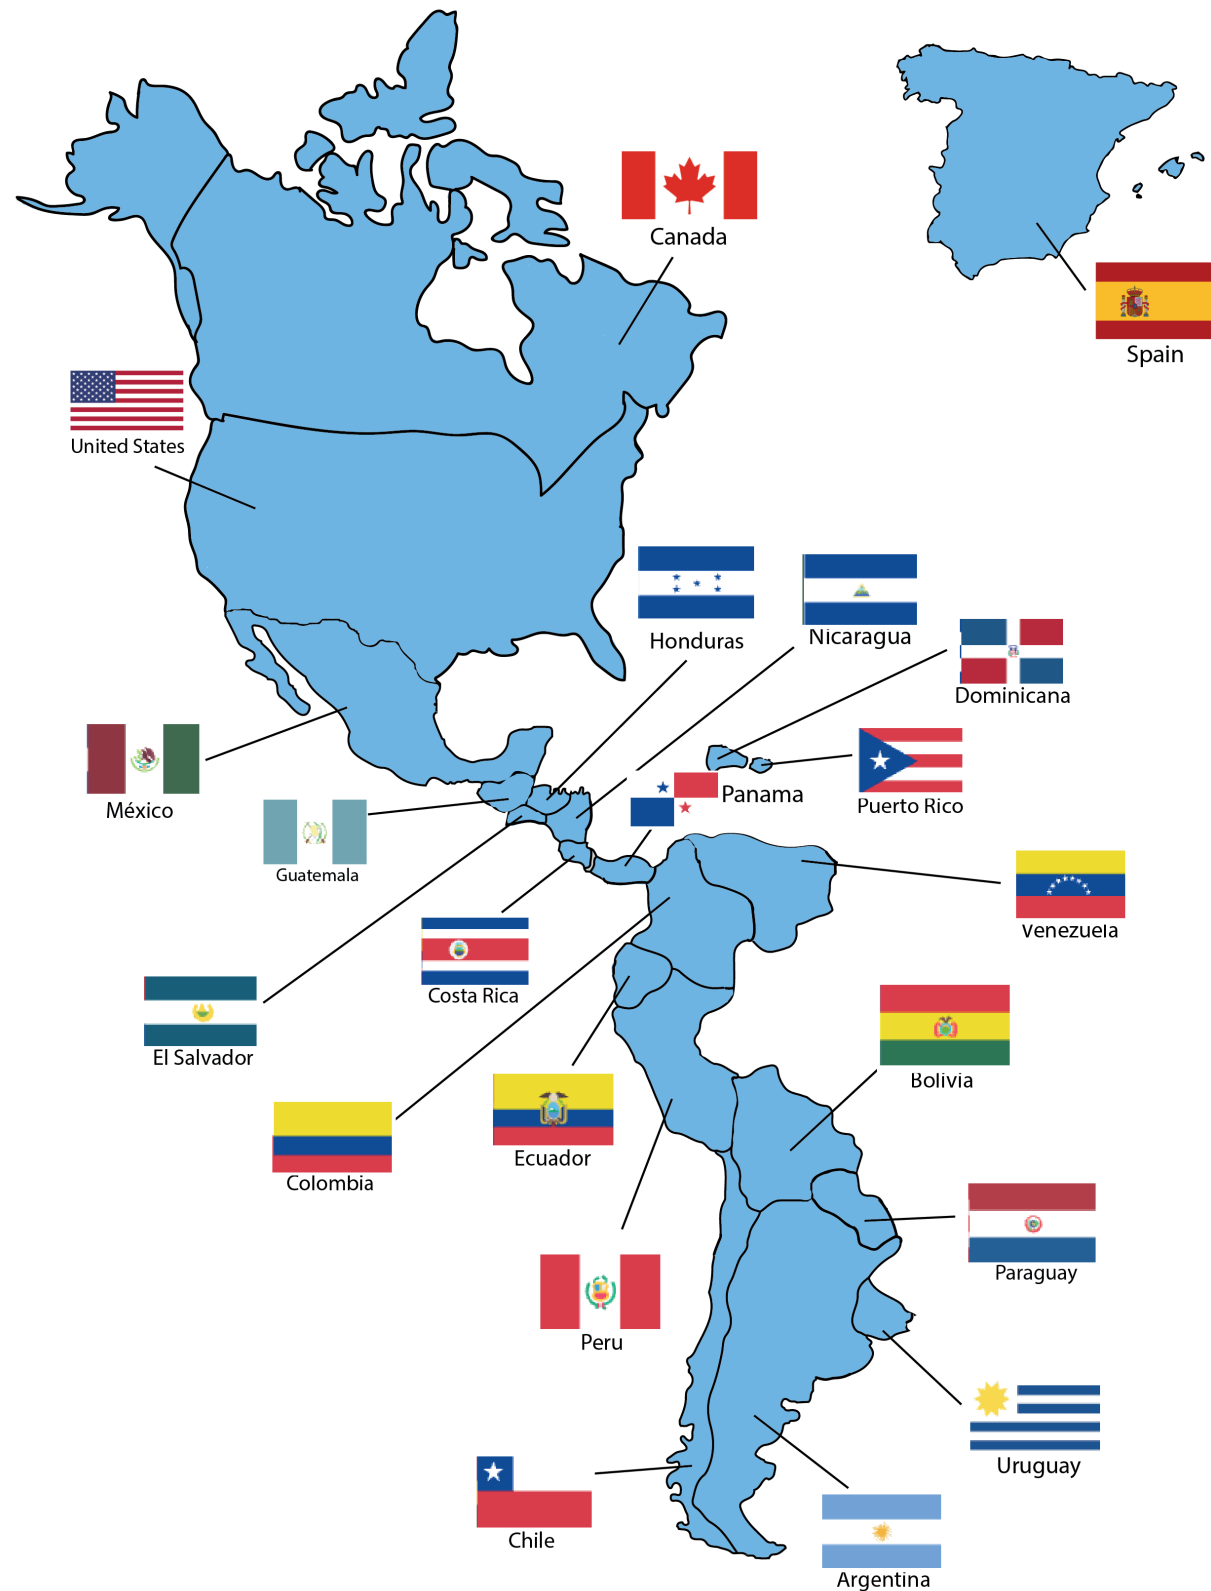 Canada
Spain
United States
Honduras
Nicaragua
Dominicana
México
Panama
Puerto Rico
Guatemala
Venezuela
Costa Rica
El Salvador
Bolivia
Ecuador
Colombia
Paraguay
Peru
Uruguay
Chile
Argentina